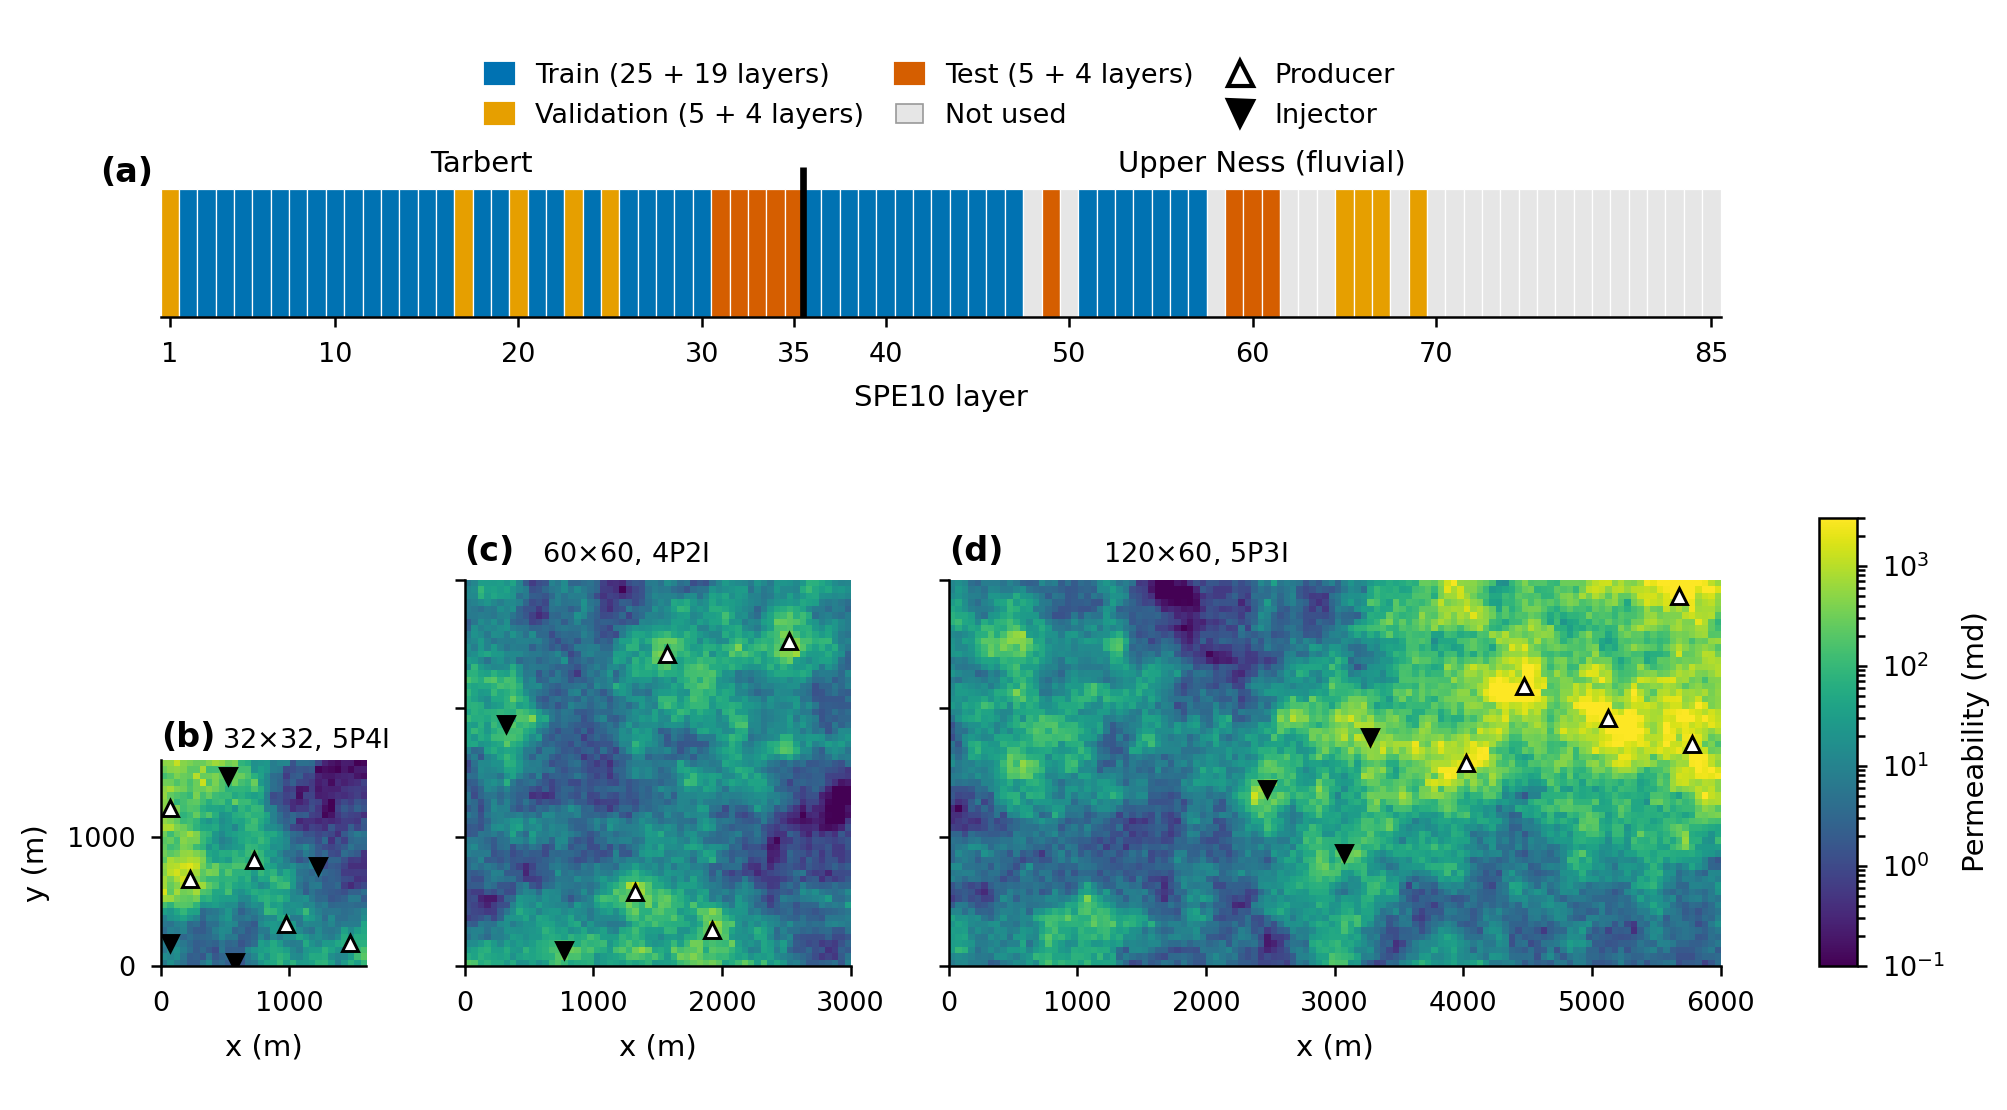 Train (25 + 19 layers)
Validation (5 + 4 layers)
Test (5 + 4 layers)
Not used
Producer
Injector
(a)
Tarbert
Upper Ness (fluvial)
1 10 20 30 35 40 50 60 70 85
SPE10 layer
(b) 32×32, 5P4I
y (m)
1000
0
0 1000
x (m)
(c) 60×60, 4P2I
0 1000 2000 3000
x (m)
(d) 120×60, 5P3I
0 1000 2000 3000 4000 5000 6000
x (m)
10³
10²
10¹
10⁰
10⁻¹
Permeability (md)